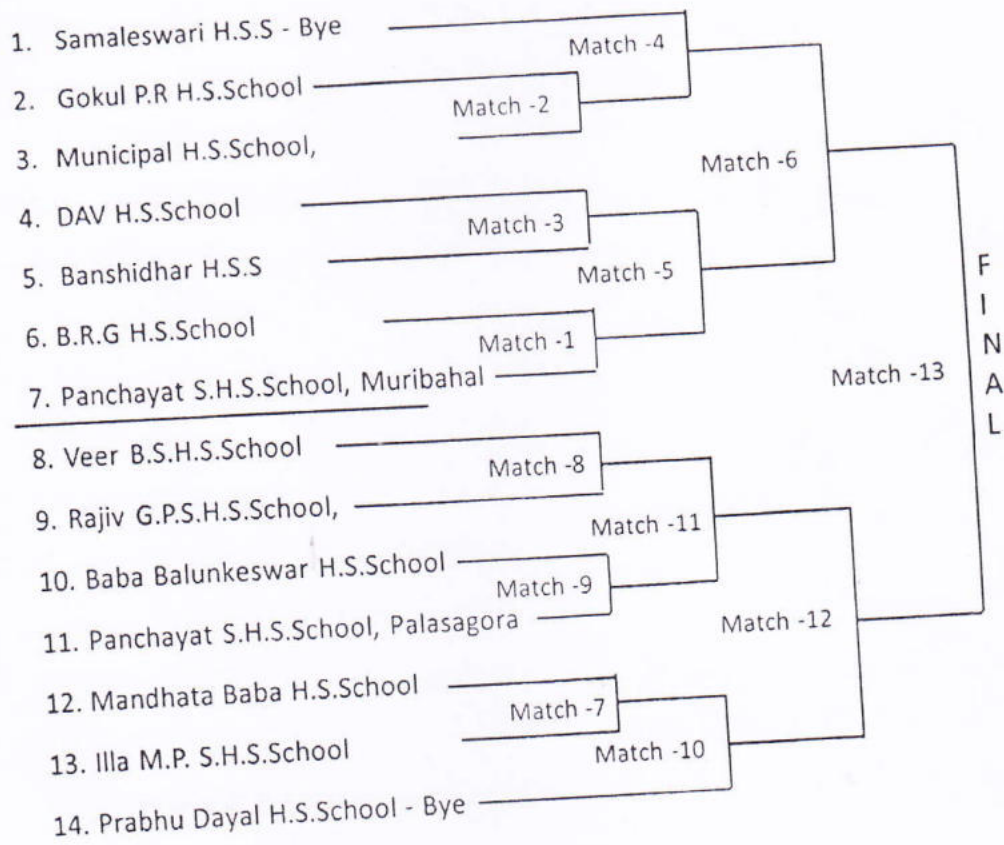 1. Samaleswari H.S.S - Bye
Match -4
2. Gokul P.R H.S.School
Match -2
3. Municipal H.S.School,
Match -6
4. DAV H.S.School
Match -3
5. Banshidhar H.S.S
Match -5
6. B.R.G H.S.School
Match -1
7. Panchayat S.H.S.School, Muribahal
Match -13
FINAL
8. Veer B.S.H.S.School
Match -8
9. Rajiv G.P.S.H.S.School,
Match -11
10. Baba Balunkeswar H.S.School
Match -9
11. Panchayat S.H.S.School, Palasagora
Match -12
12. Mandhata Baba H.S.School
Match -7
13. Illa M.P. S.H.S.School
Match -10
14. Prabhu Dayal H.S.School - Bye